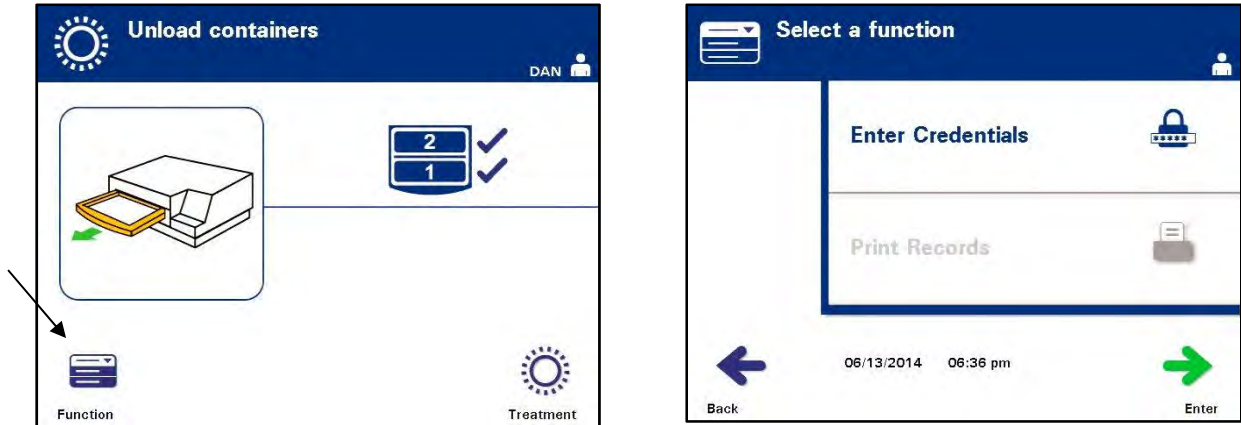 Unload containers
DAN
2
1
Function
Treatment
Select a function
Enter Credentials
*****
Print Records
06/13/2014 06:36 pm
Back
Enter